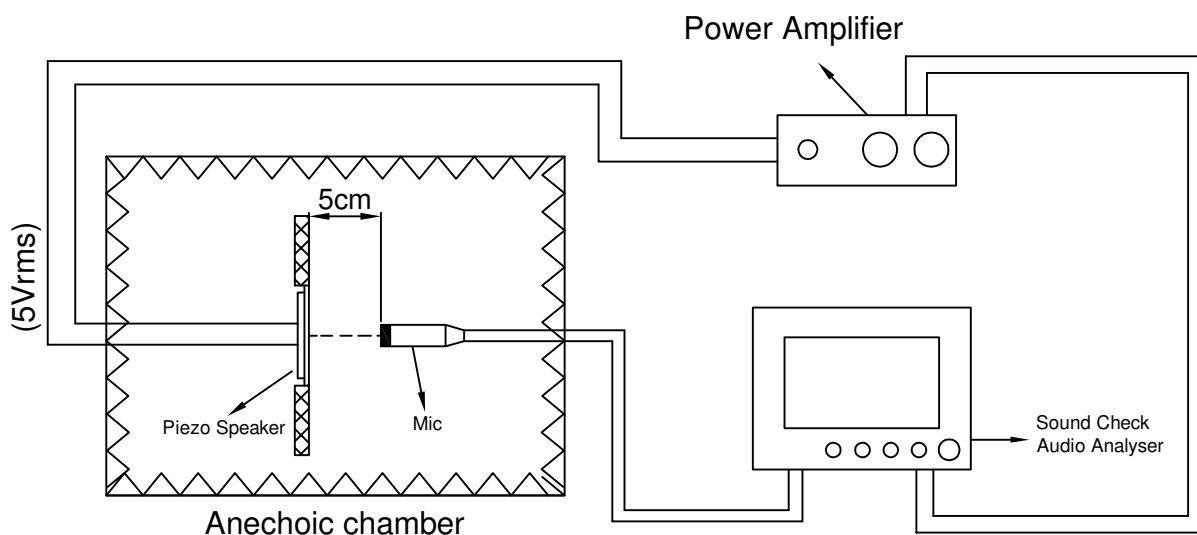 Power Amplifier
5cm
(5Vrms)
Piezo Speaker
Mic
Sound Check
Audio Analyser
Anechoic chamber